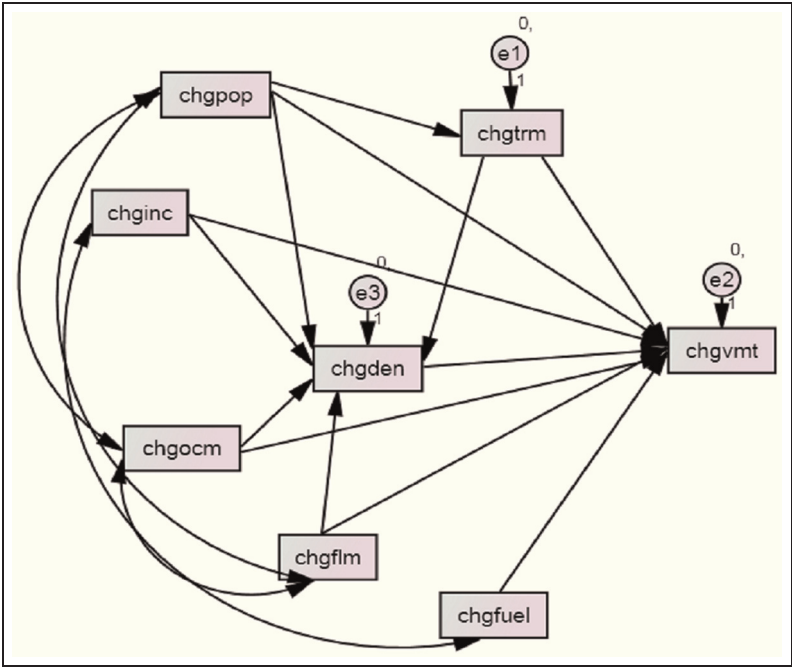 0,
e1
1
chgpop
chgtrm
chginc
0,
e3
1
0,
e2
1
chgden
chgvmt
chgocm
chgflm
chgfuel